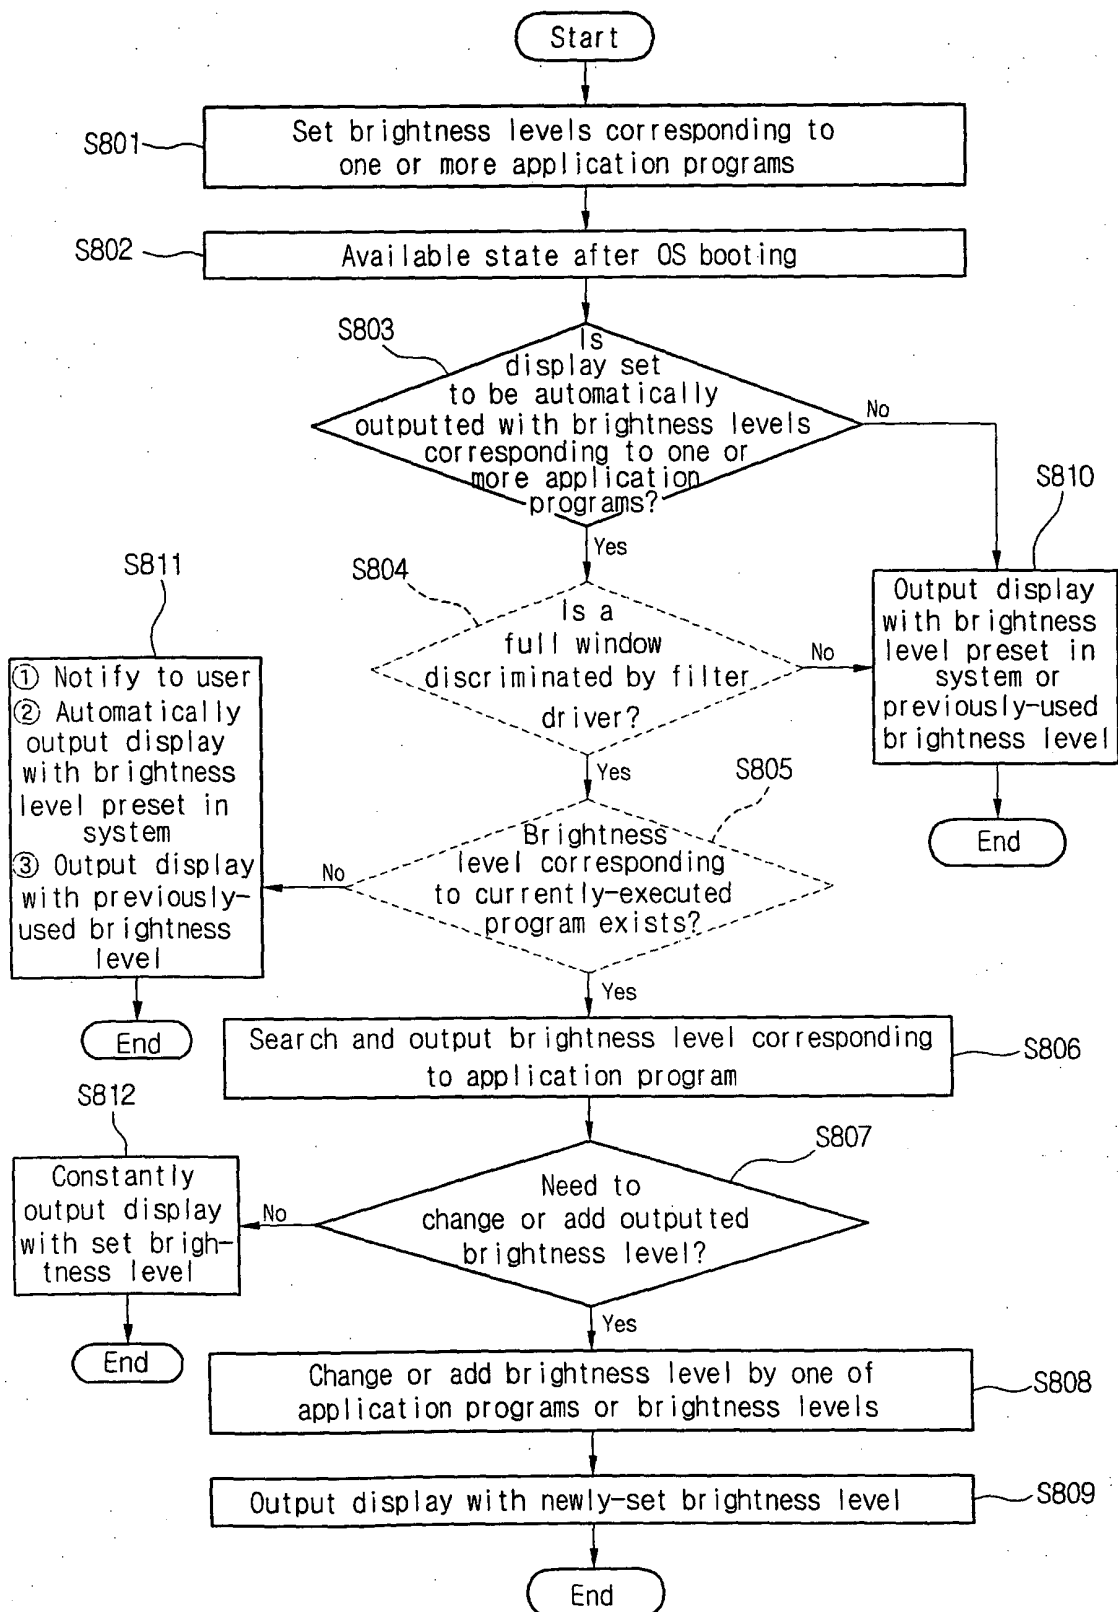 Start
S801
Set brightness levels corresponding to
one or more application programs
S802
Available state after OS booting
S803
Is
display set
to be automatically
outputted with brightness levels
corresponding to one or
more application
programs?
No
Yes
S810
Output display
with brightness
level preset in
system or
previously-used
brightness level
End
S804
Is a
full window
discriminated by filter
driver?
No
Yes
S811
① Notify to user
② Automatically
output display
with brightness
level preset in
system
③ Output display
with previously-
used brightness
level
End
S805
Brightness
level corresponding
to currently-executed
program exists?
No
Yes
Search and output brightness level corresponding
to application program
S806
S812
Constantly
output display
with set brigh-
tness level
End
S807
Need to
change or add outputted
brightness level?
No
Yes
Change or add brightness level by one of
application programs or brightness levels
S808
Output display with newly-set brightness level
S809
End